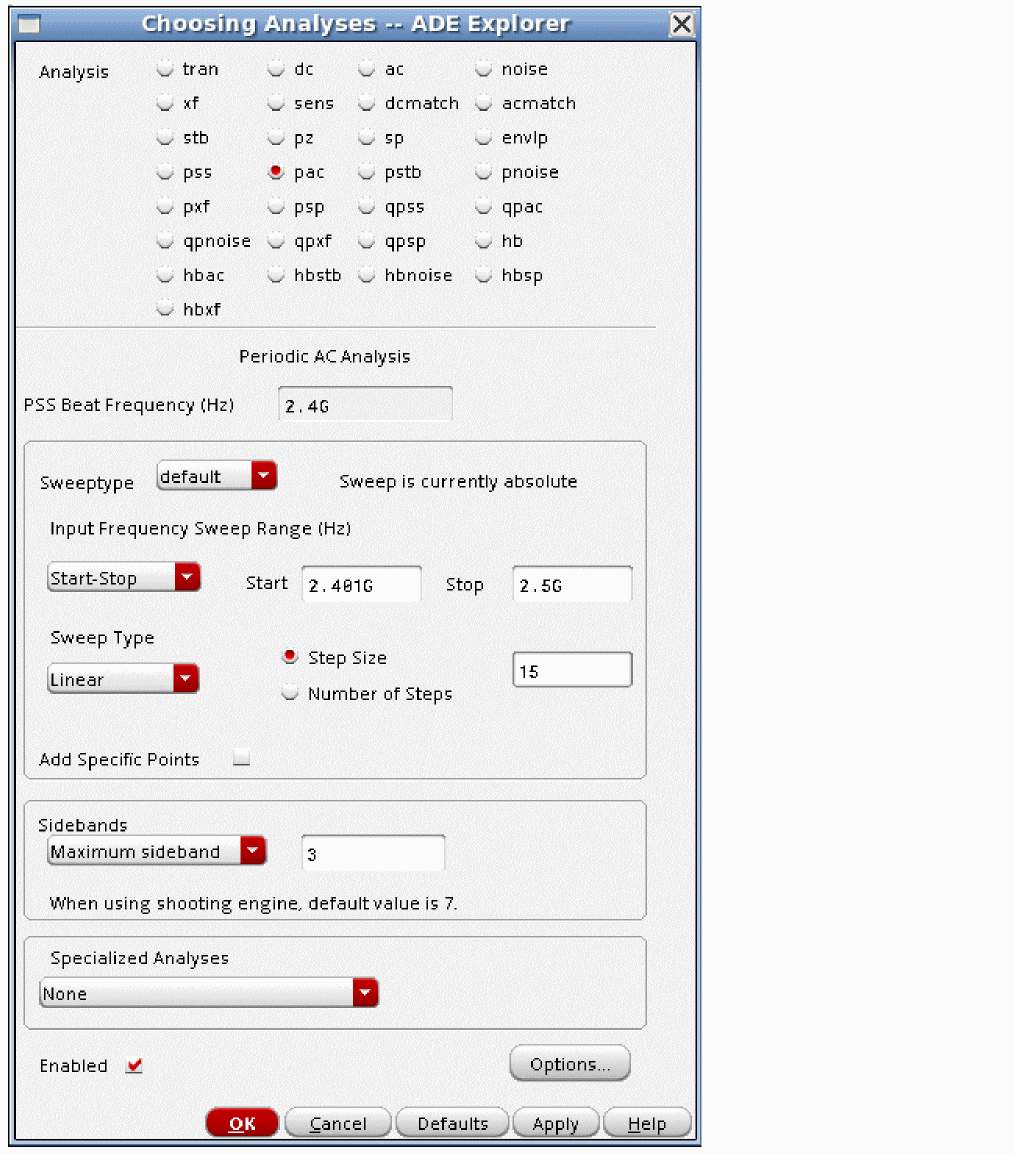 Choosing Analyses -- ADE Explorer
Analysis tran dc ac noise
xf sens dcmatch acmatch
stb pz sp envlp
pss pac pstb pnoise
pxf psp qpss qpac
qpnoise qpxf qpsp hb
hbac hbstb hbnoise hbsp
hbxf
Periodic AC Analysis
PSS Beat Frequency (Hz) 2.4G
Sweeptype default Sweep is currently absolute
Input Frequency Sweep Range (Hz)
Start-Stop Start 2.401G Stop 2.5G
Sweep Type
Linear Step Size 15
Number of Steps
Add Specific Points
Sidebands
Maximum sideband 3
When using shooting engine, default value is 7.
Specialized Analyses
None
Enabled Options...
OK Cancel Defaults Apply Help